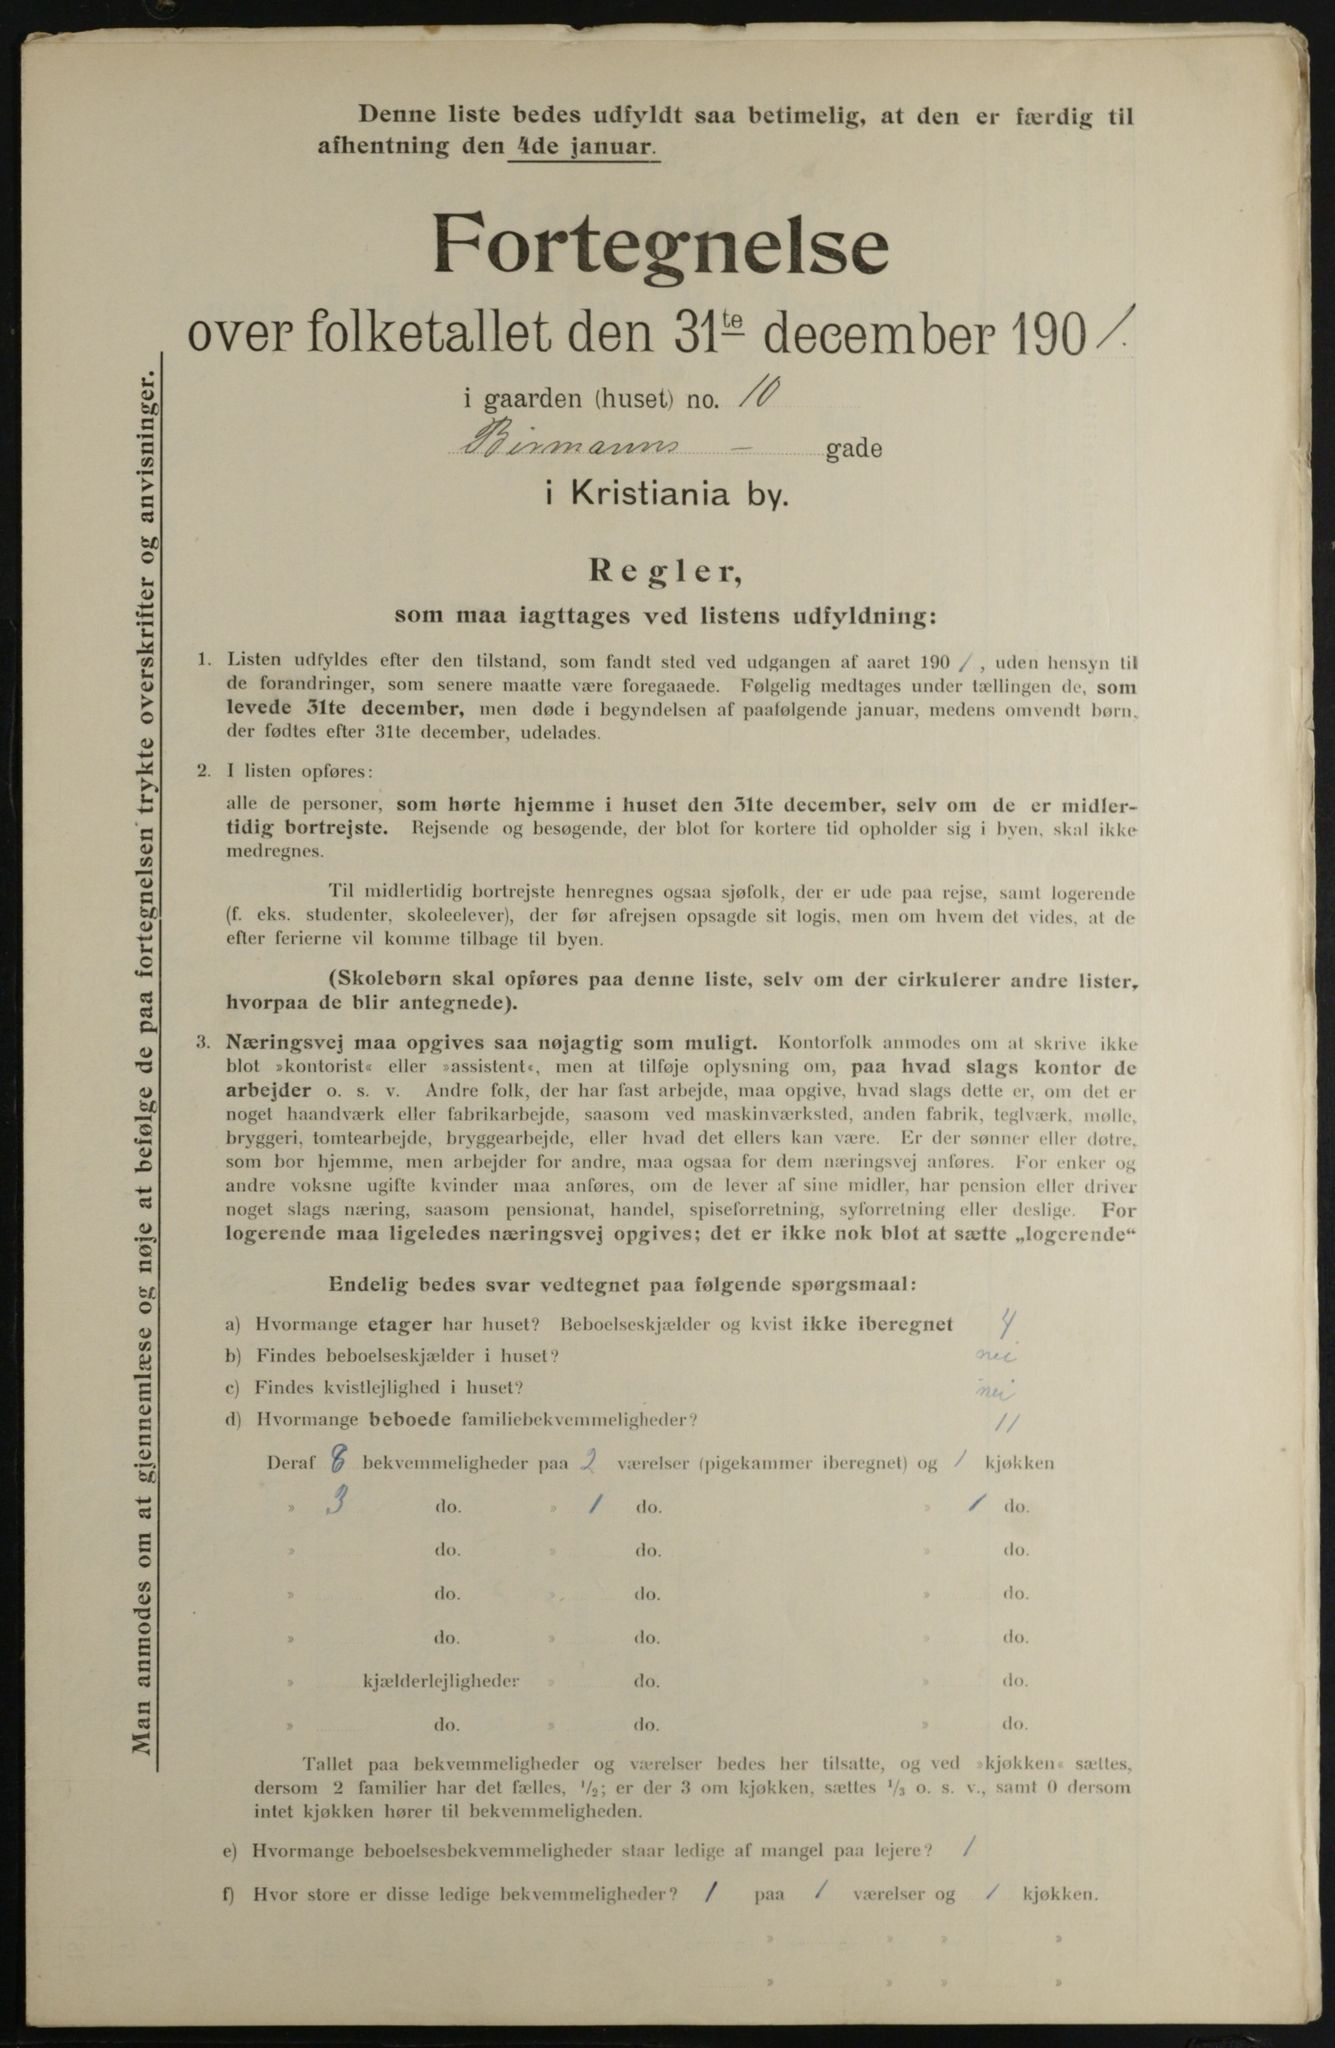 Denne liste bedes udfyldt saa betimelig, at den er færdig til
afhentning den 4de januar.
Fortegnelse
over folketallet den 31te december 1901.
i gaarden (huset) no. 10
Birmanns – gade
i Kristiania by.
Regler,
som maa iagttages ved listens udfyldning:
1. Listen udfyldes efter den tilstand, som fandt sted ved udgangen af aaret 1901, uden hensyn til
de forandringer, som senere maatte være foregaaede. Følgelig medtages under tællingen de, som
levede 31te december, men døde i begyndelsen af paafølgende januar, medens omvendt børn,
der fødtes efter 31te december, udelades.
2. I listen opføres:
alle de personer, som hørte hjemme i huset den 31te december, selv om de er midler-
tidig bortrejste. Rejsende og besøgende, der blot for kortere tid opholder sig i byen, skal ikke
medregnes.
Til midlertidig bortrejste henregnes ogsaa sjøfolk, der er ude paa rejse, samt logerende
(f. eks. studenter, skoleelever), der før afrejsen opsagde sit logis, men om hvem det vides, at de
efter ferierne vil komme tilbage til byen.
(Skolebørn skal opføres paa denne liste, selv om der cirkulerer andre lister,
hvorpaa de blir antegnede).
3. Næringsvej maa opgives saa nøjagtig som muligt. Kontorfolk anmodes om at skrive ikke
blot »kontorist« eller »assistent«, men at tilføje oplysning om, paa hvad slags kontor de
arbejder o. s. v. Andre folk, der har fast arbejde, maa opgive, hvad slags dette er, om det er
noget haandværk eller fabrikarbejde, saasom ved maskinværksted, anden fabrik, teglværk, mølle,
bryggeri, tomtearbejde, bryggearbejde, eller hvad det ellers kan være. Er der sønner eller døtre,
som bor hjemme, men arbejder for andre, maa ogsaa for dem næringsvej anføres. For enker og
andre voksne ugifte kvinder maa anføres, om de lever af sine midler, har pension eller driver
noget slags næring, saasom pensionat, handel, spiseforretning, syforretning eller deslige. For
logerende maa ligeledes næringsvej opgives; det er ikke nok blot at sætte „logerende“
Endelig bedes svar vedtegnet paa følgende spørgsmaal:
a) Hvormange etager har huset? Beboelseskjælder og kvist ikke iberegnet 4
b) Findes beboelseskjælder i huset? nei
c) Findes kvistlejlighed i huset? nei
d) Hvormange beboede familiebekvemmeligheder? 11
Deraf 8 bekvemmeligheder paa 2 værelser (pigekammer iberegnet) og 1 kjøkken
» 3 do. » 1 do. » 1 do.
» do. » do. » do.
» do. » do. » do.
» do. » do. » do.
» kjælderlejligheder » do. » do.
» do. » do. » do.
Tallet paa bekvemmeligheder og værelser bedes her tilsatte, og ved »kjøkken« sættes,
dersom 2 familier har det fælles, 1/2; er der 3 om kjøkken, sættes 1/3 o. s. v., samt 0 dersom
intet kjøkken hører til bekvemmeligheden.
e) Hvormange beboelsesbekvemmeligheder staar ledige af mangel paa lejere? 1
f) Hvor store er disse ledige bekvemmeligheder? 1 paa 1 værelser og 1 kjøkken.
» » » »
» » » »
Man anmodes om at gjennemlæse og nøje at befølge de paa fortegnelsen trykte overskrifter og anvisninger.